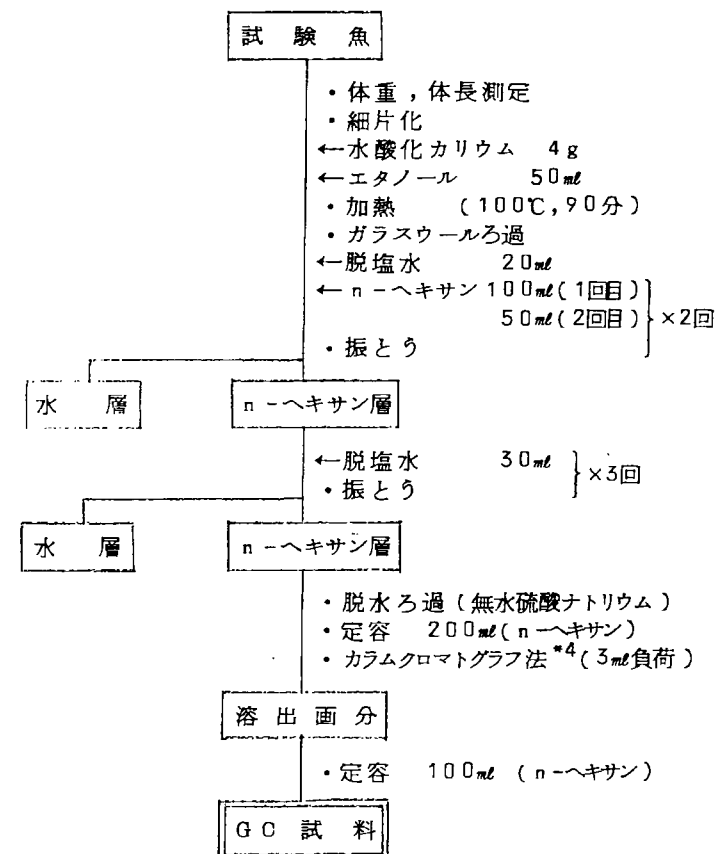 試験魚
・体重，体長測定
・細片化
←水酸化カリウム 4g
←エタノール 50ml
・加熱 (100℃,90分)
・ガラスウールろ過
←脱塩水 20ml
←n-ヘキサン 100ml(1回目)
50ml(2回目) ×2回
・振とう
水層 n-ヘキサン層
←脱塩水 30ml
・振とう ×3回
水層 n-ヘキサン層
・脱水ろ過(無水硫酸ナトリウム)
・定容 200ml(n-ヘキサン)
・カラムクロマトグラフ法*4(3ml負荷)
溶出画分
・定容 100ml (n-ヘキサン)
GC試料